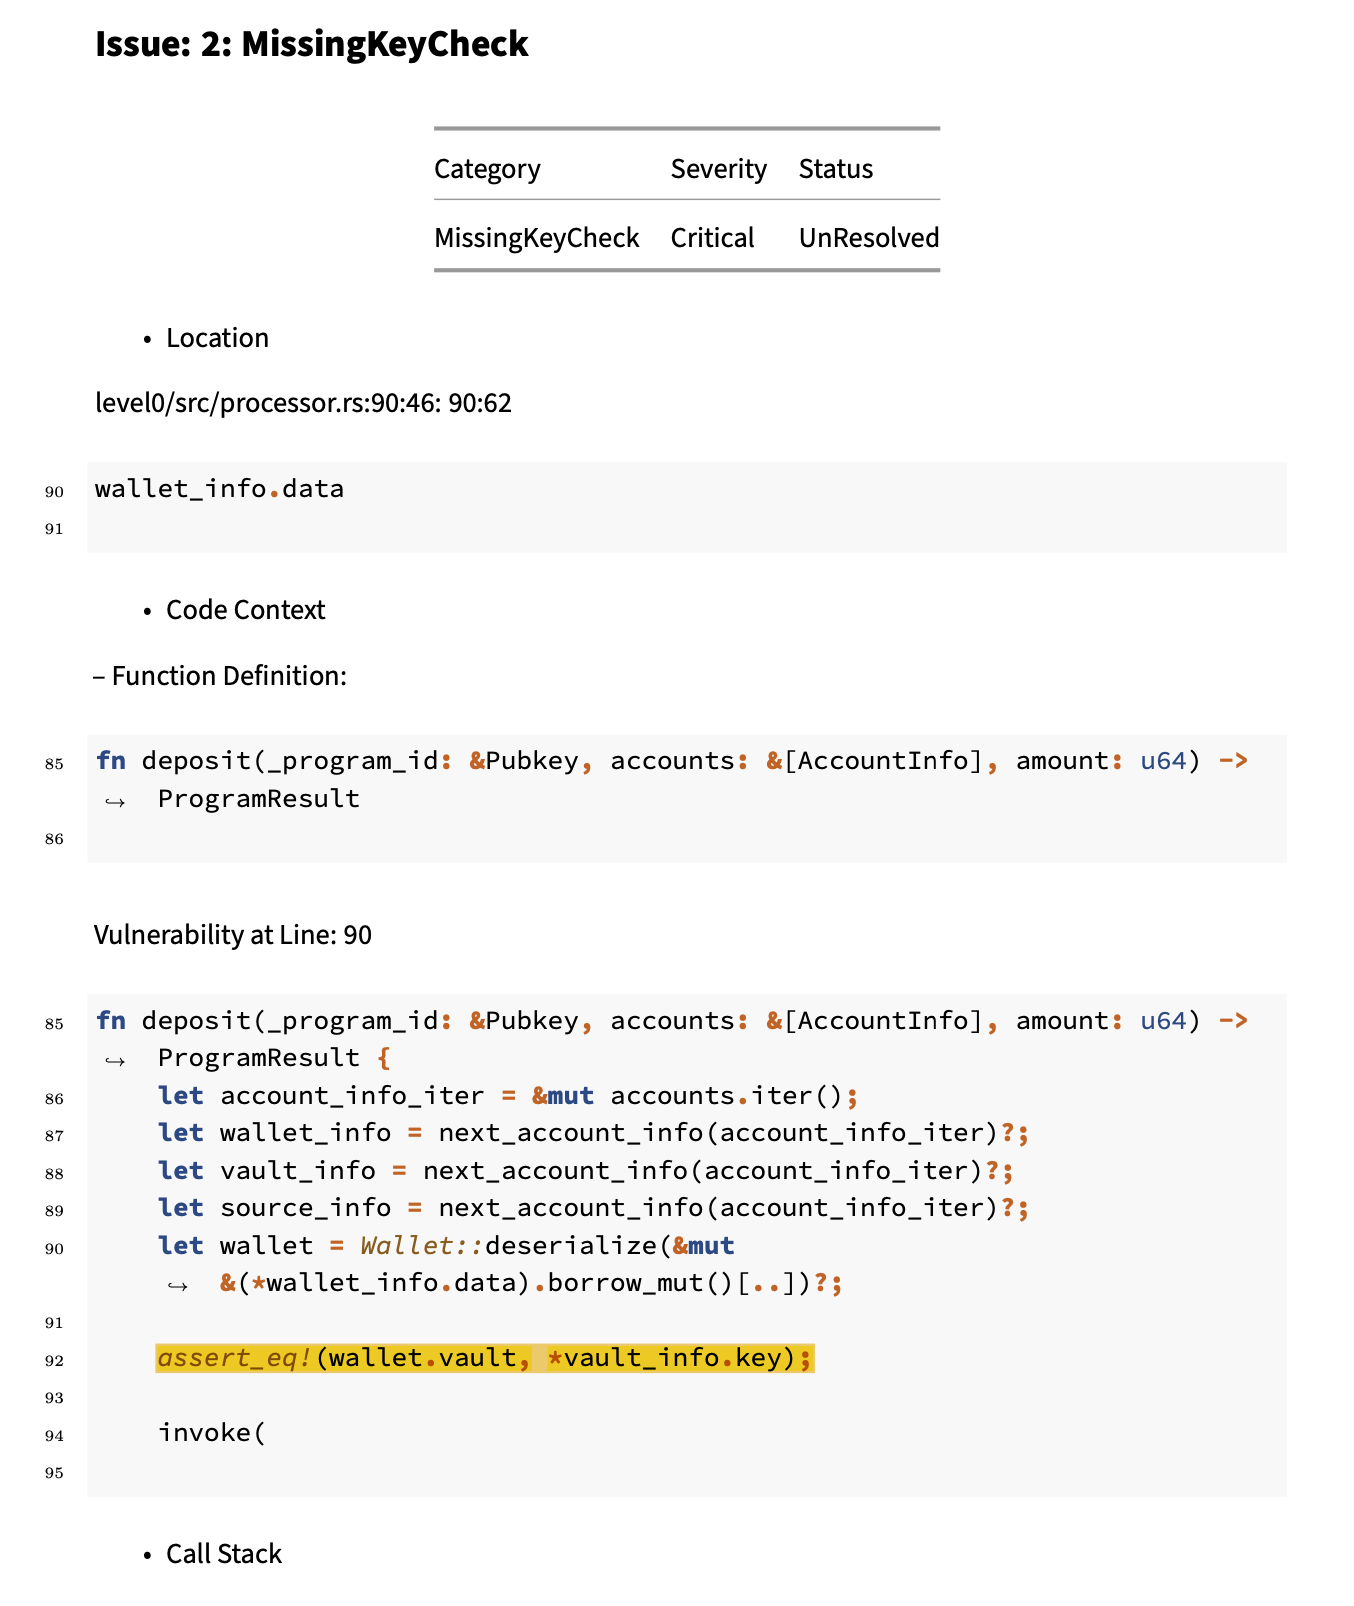 Issue: 2: MissingKeyCheck
Category Severity Status
MissingKeyCheck Critical UnResolved
• Location
level0/src/processor.rs:90:46: 90:62
90 wallet_info.data
91
• Code Context
– Function Definition:
85 fn deposit(_program_id: &Pubkey, accounts: &[AccountInfo], amount: u64) ->
↪ ProgramResult
86
Vulnerability at Line: 90
85 fn deposit(_program_id: &Pubkey, accounts: &[AccountInfo], amount: u64) ->
↪ ProgramResult {
86 let account_info_iter = &mut accounts.iter();
87 let wallet_info = next_account_info(account_info_iter)?;
88 let vault_info = next_account_info(account_info_iter)?;
89 let source_info = next_account_info(account_info_iter)?;
90 let wallet = Wallet::deserialize(&mut
↪ &(*wallet_info.data).borrow_mut()[..])?;
91
92 assert_eq!(wallet.vault, *vault_info.key);
93
94 invoke(
95
• Call Stack